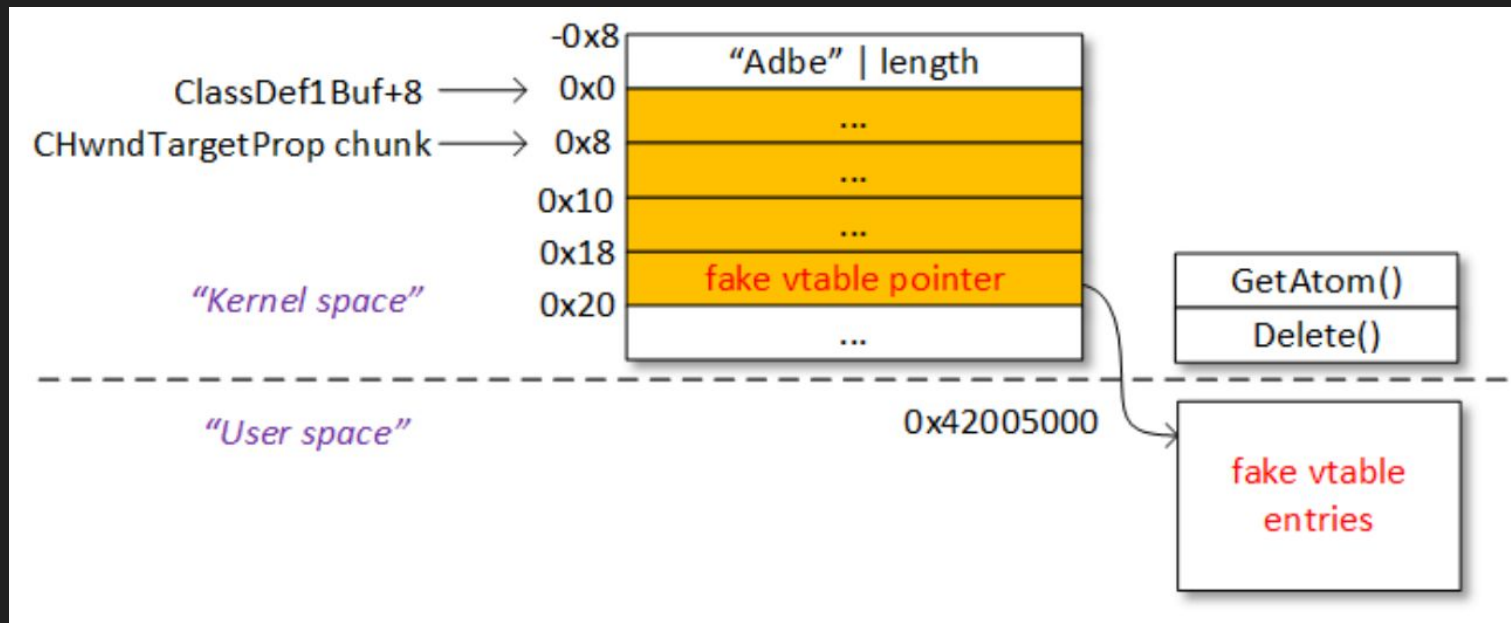 -0x8
“Adbe” | length
ClassDef1Buf+8
0x0
...
CHwndTargetProp chunk
0x8
...
0x10
...
0x18
fake vtable pointer
GetAtom()
“Kernel space”
0x20
...
Delete()
“User space”
0x42005000
fake vtable
entries